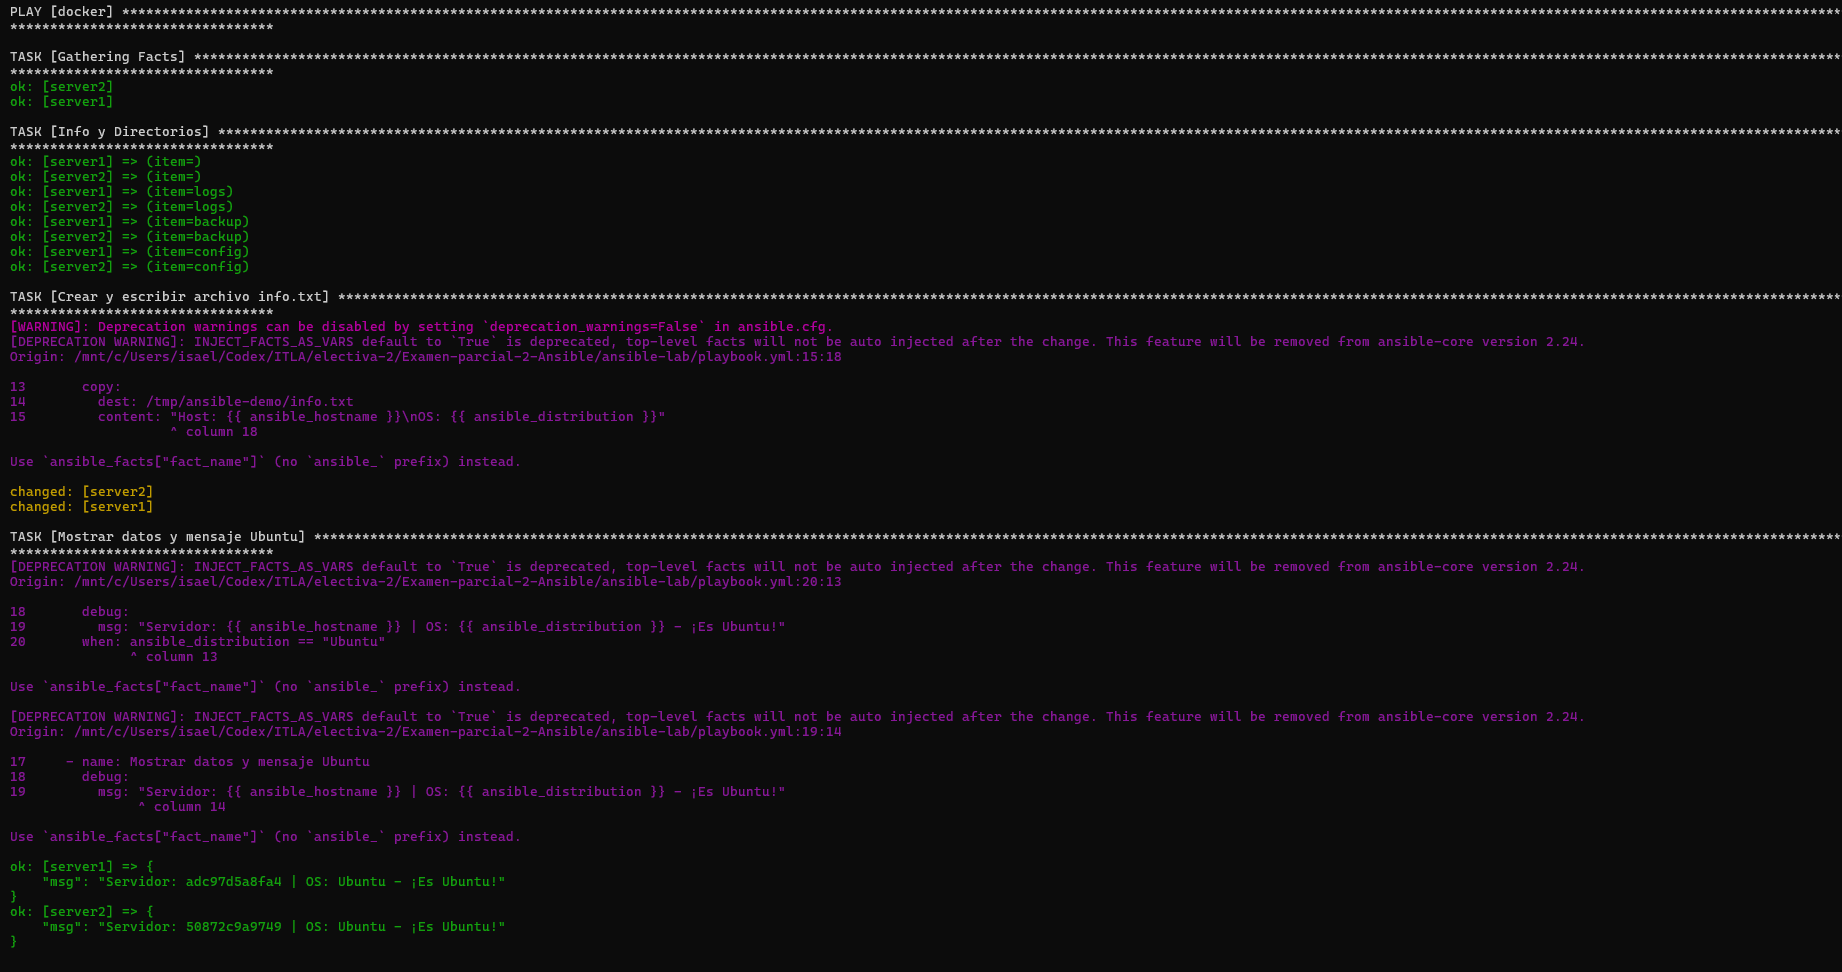 PLAY [docker] ***********************************************************************************************************************************************************************************************************************
*********************************
TASK [Gathering Facts] **************************************************************************************************************************************************************************************************************
*********************************
ok: [server2]
ok: [server1]
TASK [Info y Directorios] ***********************************************************************************************************************************************************************************************************
*********************************
ok: [server1] => (item=)
ok: [server2] => (item=)
ok: [server1] => (item=logs)
ok: [server2] => (item=logs)
ok: [server1] => (item=backup)
ok: [server2] => (item=backup)
ok: [server1] => (item=config)
ok: [server2] => (item=config)
TASK [Crear y escribir archivo info.txt] ********************************************************************************************************************************************************************************************
*********************************
[WARNING]: Deprecation warnings can be disabled by setting `deprecation_warnings=False` in ansible.cfg.
[DEPRECATION WARNING]: INJECT_FACTS_AS_VARS default to `True` is deprecated, top-level facts will not be auto injected after the change. This feature will be removed from ansible-core version 2.24.
Origin: /mnt/c/Users/isael/Codex/ITLA/electiva-2/Examen-parcial-2-Ansible/ansible-lab/playbook.yml:15:18
13       copy:
14         dest: /tmp/ansible-demo/info.txt
15         content: "Host: {{ ansible_hostname }}\nOS: {{ ansible_distribution }}"
                    ^ column 18
Use `ansible_facts["fact_name"]` (no `ansible_` prefix) instead.
changed: [server2]
changed: [server1]
TASK [Mostrar datos y mensaje Ubuntu] ***********************************************************************************************************************************************************************************************
*********************************
[DEPRECATION WARNING]: INJECT_FACTS_AS_VARS default to `True` is deprecated, top-level facts will not be auto injected after the change. This feature will be removed from ansible-core version 2.24.
Origin: /mnt/c/Users/isael/Codex/ITLA/electiva-2/Examen-parcial-2-Ansible/ansible-lab/playbook.yml:20:13
18       debug:
19         msg: "Servidor: {{ ansible_hostname }} | OS: {{ ansible_distribution }} - ¡Es Ubuntu!"
20       when: ansible_distribution == "Ubuntu"
               ^ column 13
Use `ansible_facts["fact_name"]` (no `ansible_` prefix) instead.
[DEPRECATION WARNING]: INJECT_FACTS_AS_VARS default to `True` is deprecated, top-level facts will not be auto injected after the change. This feature will be removed from ansible-core version 2.24.
Origin: /mnt/c/Users/isael/Codex/ITLA/electiva-2/Examen-parcial-2-Ansible/ansible-lab/playbook.yml:19:14
17     - name: Mostrar datos y mensaje Ubuntu
18       debug:
19         msg: "Servidor: {{ ansible_hostname }} | OS: {{ ansible_distribution }} - ¡Es Ubuntu!"
                ^ column 14
Use `ansible_facts["fact_name"]` (no `ansible_` prefix) instead.
ok: [server1] => {
    "msg": "Servidor: adc97d5a8fa4 | OS: Ubuntu - ¡Es Ubuntu!"
}
ok: [server2] => {
    "msg": "Servidor: 50872c9a9749 | OS: Ubuntu - ¡Es Ubuntu!"
}